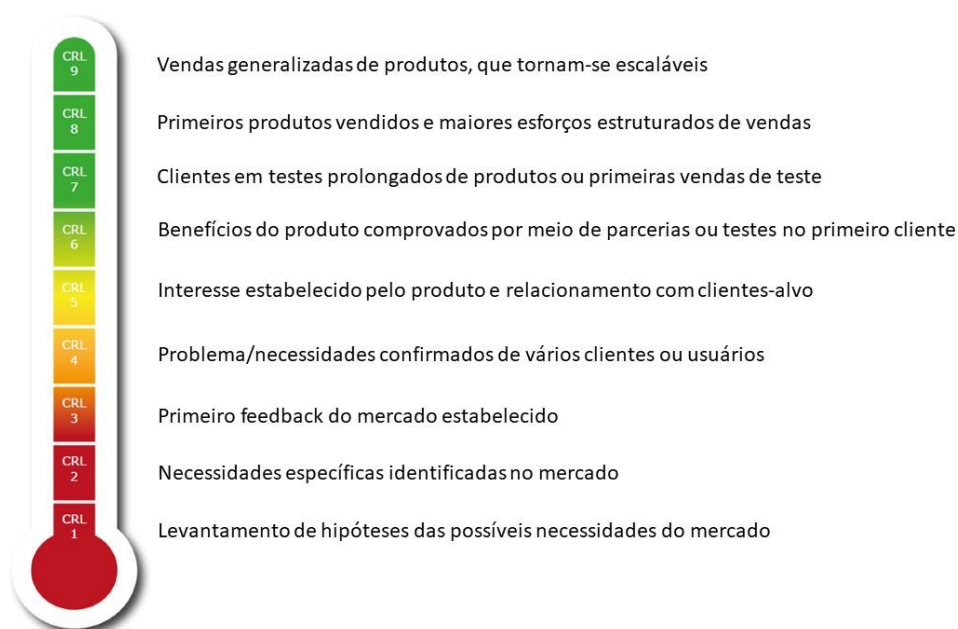 CRL
9
Vendas generalizadas de produtos, que tornam-se escaláveis
CRL
8
Primeiros produtos vendidos e maiores esforços estruturados de vendas
CRL
7
Clientes em testes prolongados de produtos ou primeiras vendas de teste
CRL
6
Benefícios do produto comprovados por meio de parcerias ou testes no primeiro cliente
CRL
5
Interesse estabelecido pelo produto e relacionamento com clientes-alvo
CRL
4
Problema/necessidades confirmados de vários clientes ou usuários
CRL
3
Primeiro feedback do mercado estabelecido
CRL
2
Necessidades específicas identificadas no mercado
CRL
1
Levantamento de hipóteses das possíveis necessidades do mercado